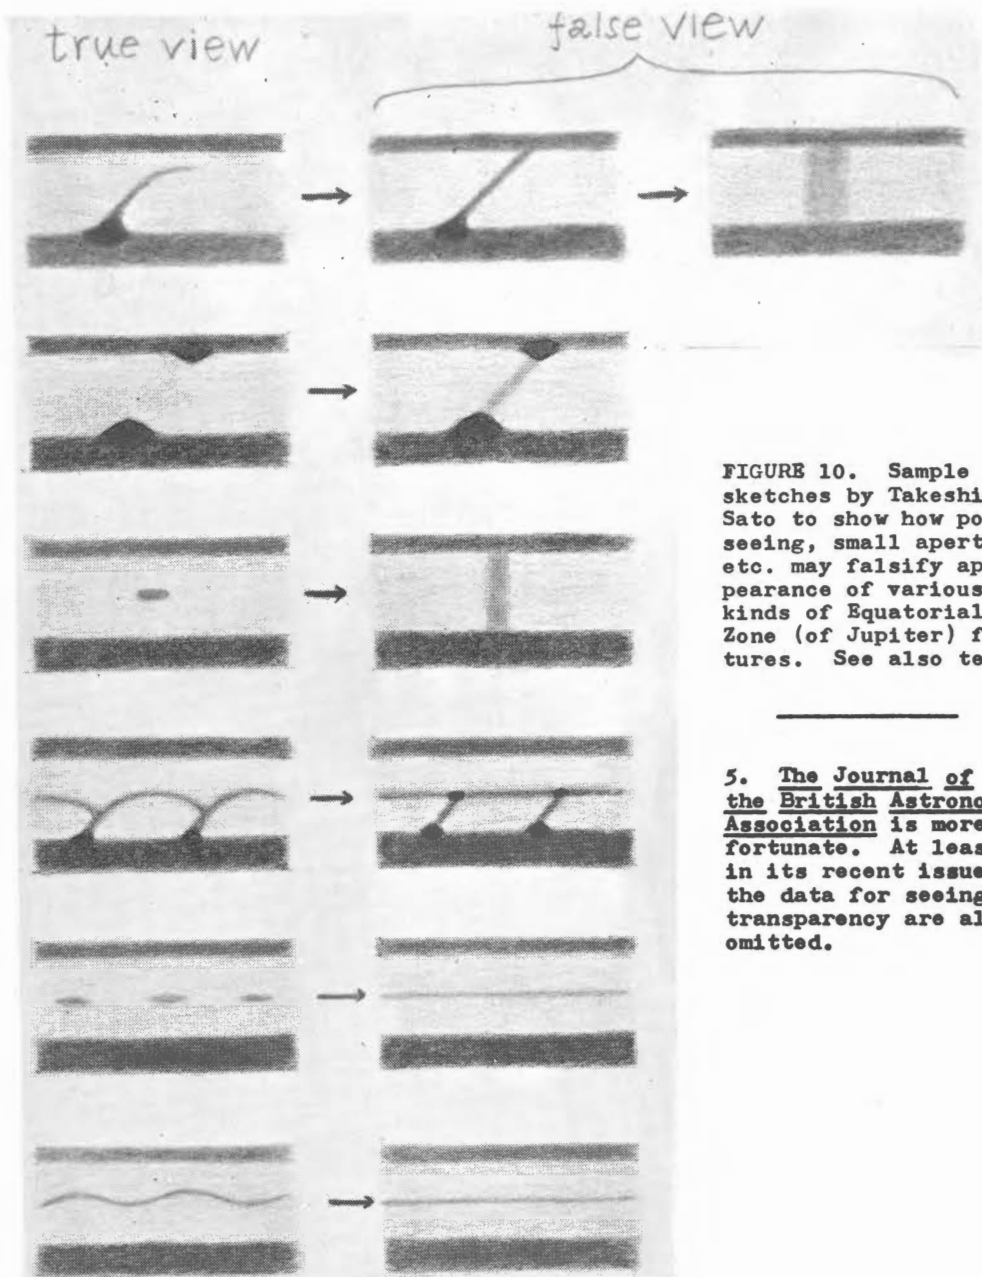 true view
false view
FIGURE 10. Sample
sketches by Takeshi
Sato to show how po
seeing, small apert
etc. may falsify ap
pearance of various
kinds of Equatorial
Zone (of Jupiter) f
tures. See also te
5. The Journal of
the British Astrono
Association is more
fortunate. At leas
in its recent issue
the data for seeing
transparency are al
omitted.